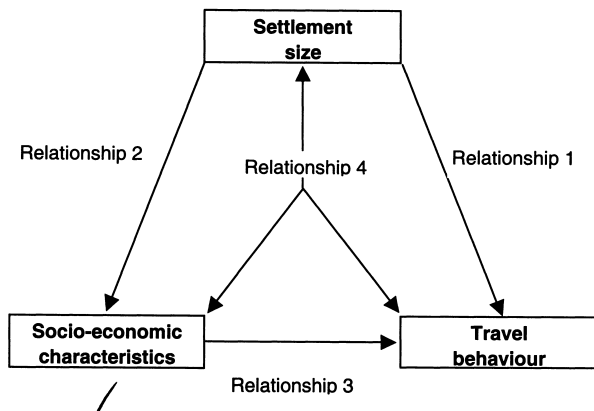 Settlement
size
Relationship 2
Relationship 4
Relationship 1
Socio-economic
characteristics
Travel
behaviour
Relationship 3